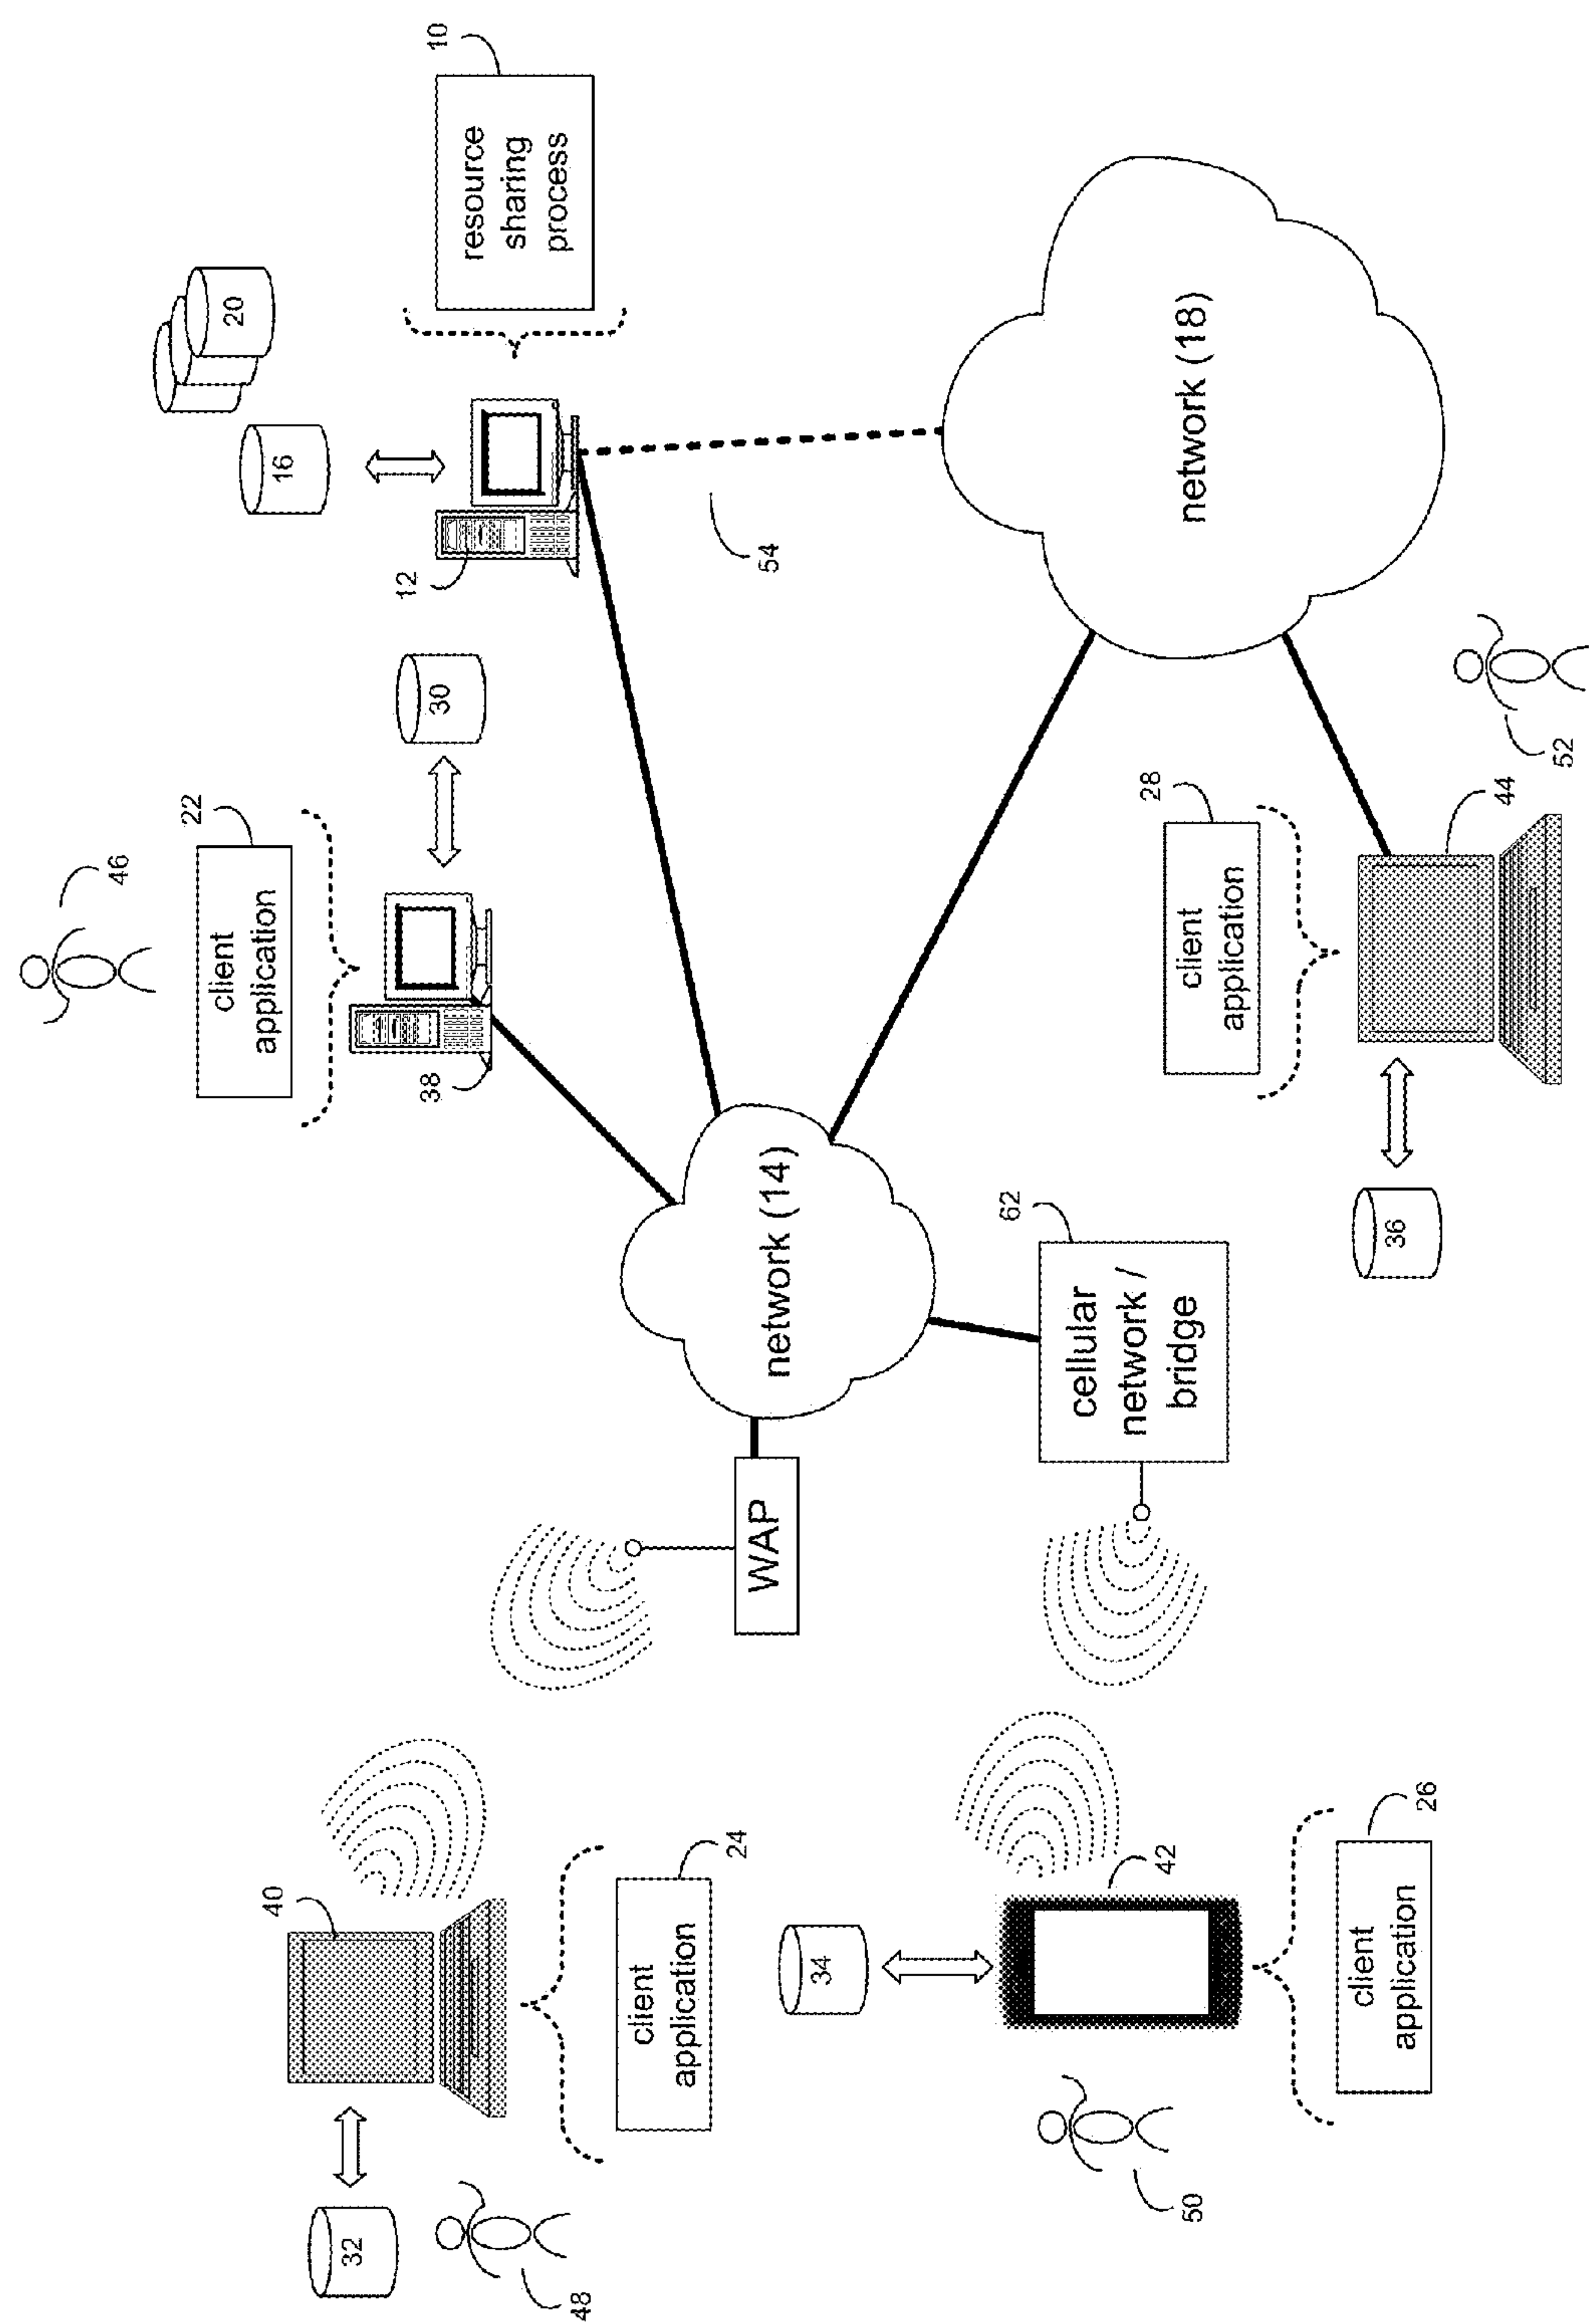 10
resource
sharing
process
20
16
12
54
network (18)
30
22
46
client
application
38
28
client
application
44
52
36
network (14)
62
cellular
network /
bridge
WAP
40
24
client
application
32
48
34
42
26
client
application
50